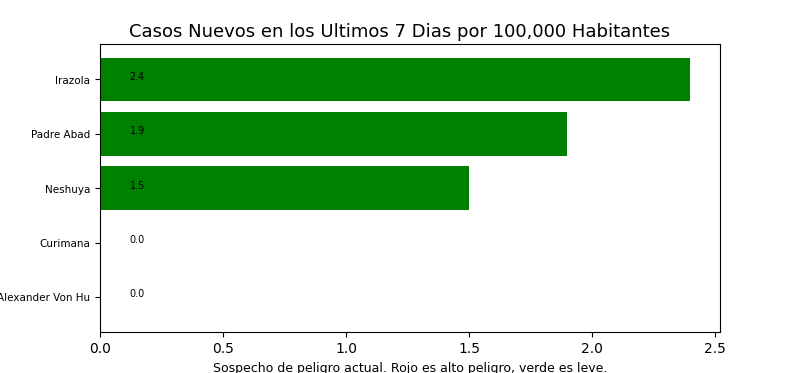 Casos Nuevos en los Ultimos 7 Dias por 100,000 Habitantes
Irazola
2.4
Padre Abad
1.9
Neshuya
1.5
Curimana
0.0
Alexander Von Hu
0.0
0.0 0.5 1.0 1.5 2.0 2.5
Sospecho de peligro actual. Rojo es alto peligro, verde es leve.